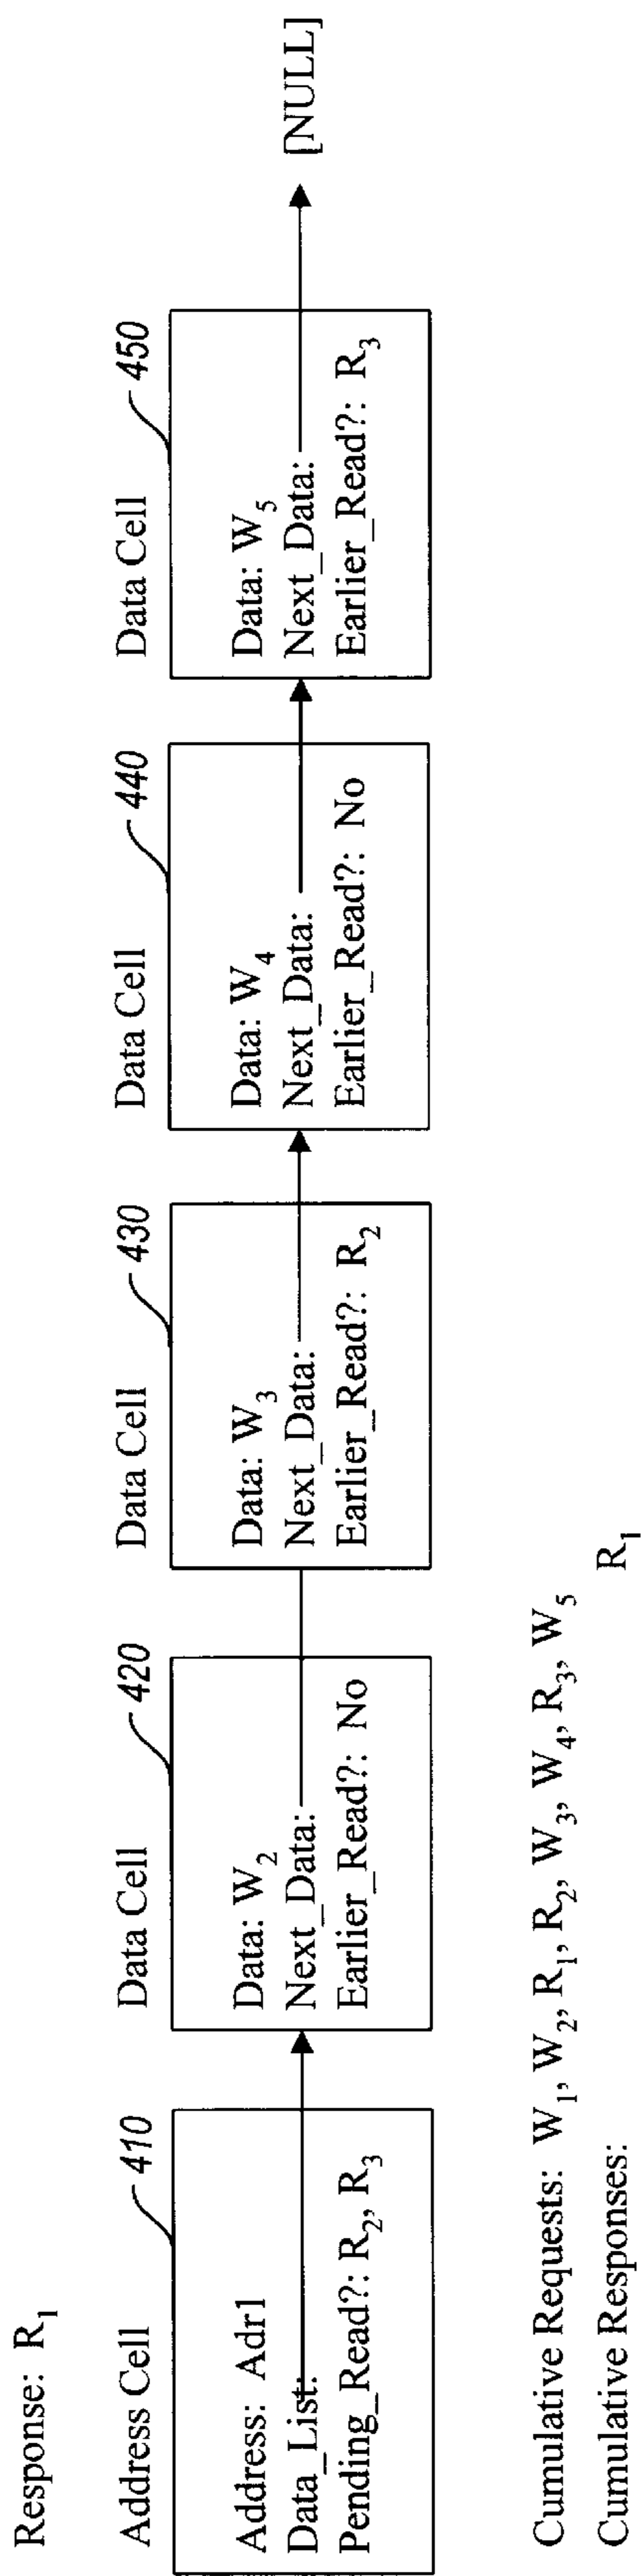 Response: R1
Address Cell 410
Address: Adr1
Data_List:
Pending_Read?: R2, R3
Data Cell 420
Data: W2
Next_Data:
Earlier_Read?: No
Data Cell 430
Data: W3
Next_Data:
Earlier_Read?: R2
Data Cell 440
Data: W4
Next_Data:
Earlier_Read?: No
Data Cell 450
Data: W5
Next_Data:
Earlier_Read?: R3
[NULL]
Cumulative Requests: W1, W2, R1, R2, W3, W4, R3, W5
Cumulative Responses: R1